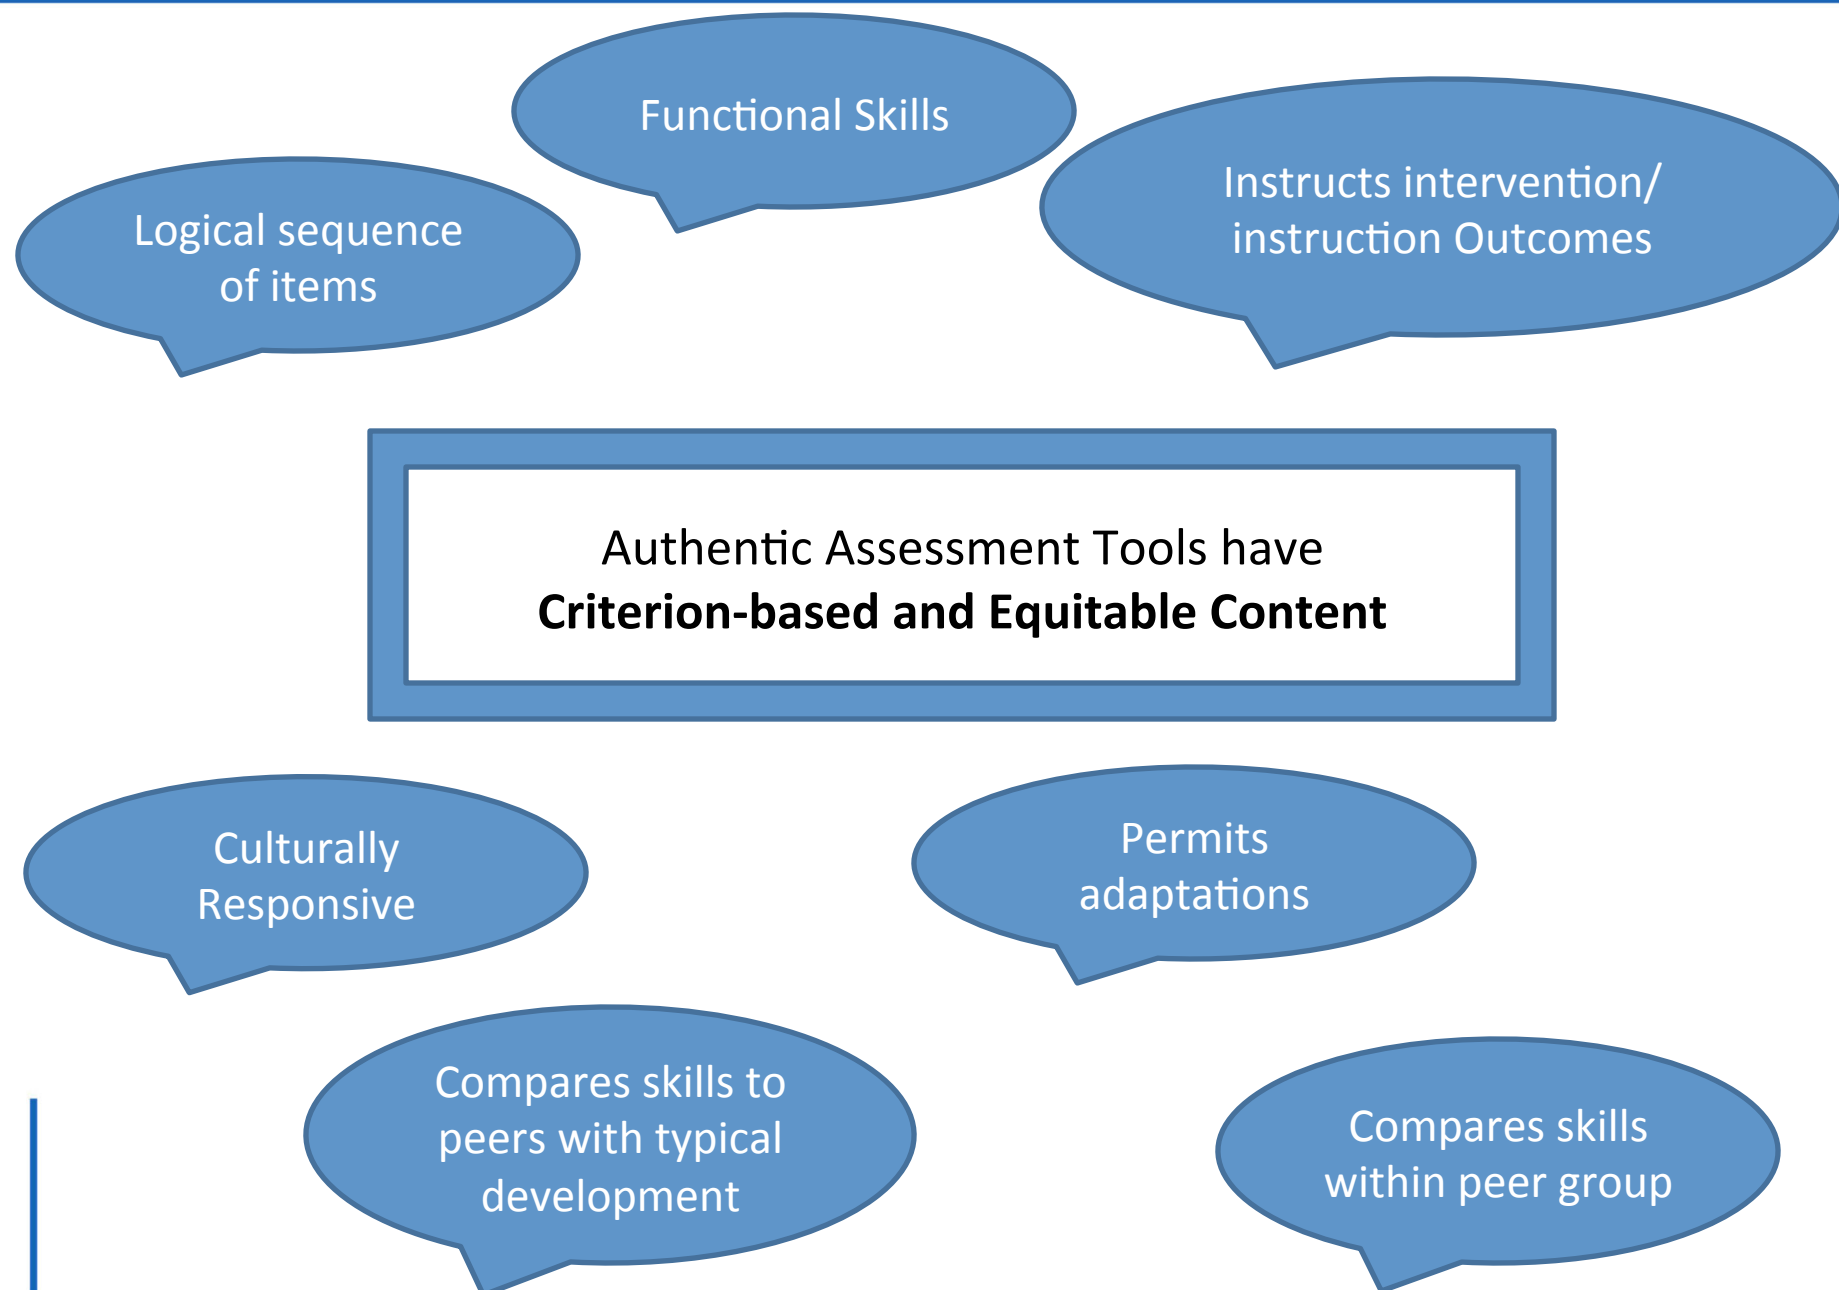 Functional Skills
Instructs intervention/
instruction Outcomes
Logical sequence
of items
Authentic Assessment Tools have
Criterion-based and Equitable Content
Culturally
Responsive
Permits
adaptations
Compares skills to
peers with typical
development
Compares skills
within peer group